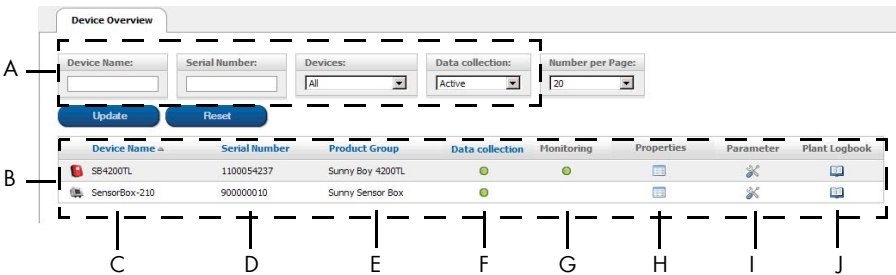 Device Overview
A
Device Name: Serial Number: Devices: Data collection: Number per Page:
All Active 20
Update Reset
B
Device Name Serial Number Product Group Data collection Monitoring Properties Parameter Plant Logbook
SB4200TL 1100054237 Sunny Boy 4200TL
SensorBox-210 900000010 Sunny Sensor Box
C D E F G H I J